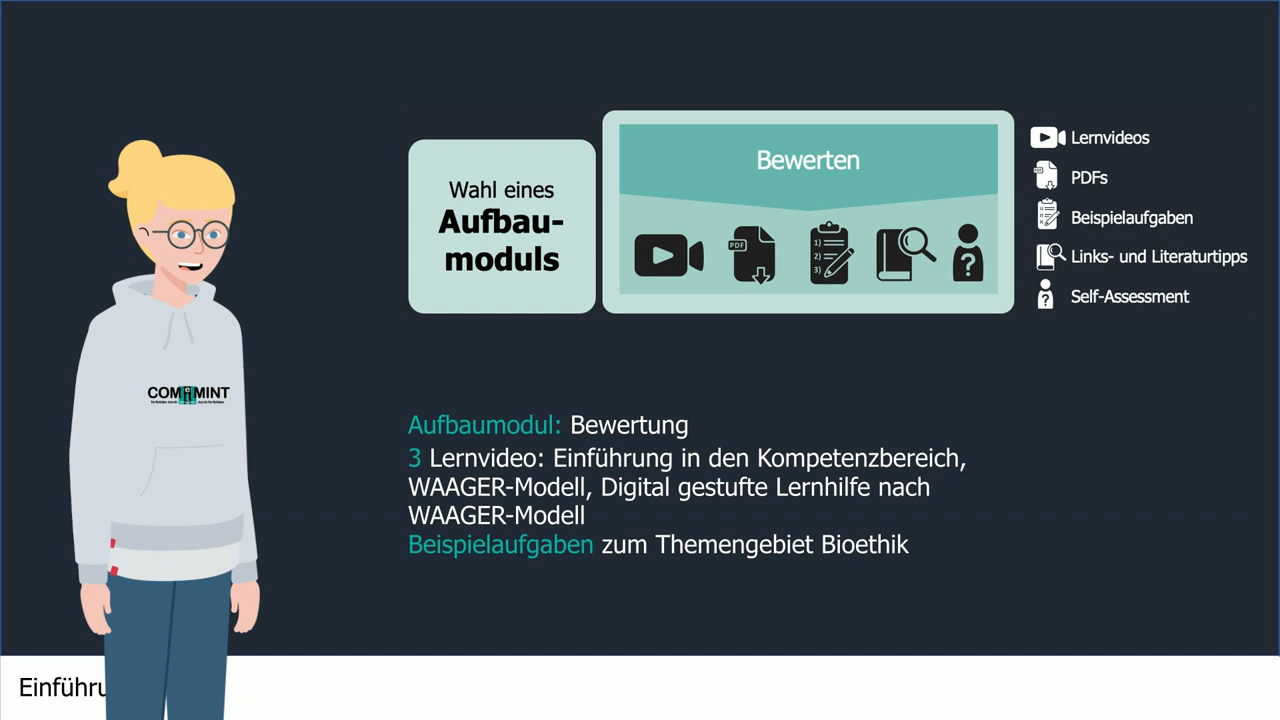 Wahl eines
Aufbau-
moduls
Bewerten
PDF
1)
2)
3)
?
Lernvideos
PDFs
Beispielaufgaben
Links- und Literaturtipps
?
Self-Assessment
COMeMINT
Aufbaumodul: Bewertung
3 Lernvideo: Einführung in den Kompetenzbereich,
WAAGER-Modell, Digital gestufte Lernhilfe nach
WAAGER-Modell
Beispielaufgaben zum Themengebiet Bioethik
Einführu